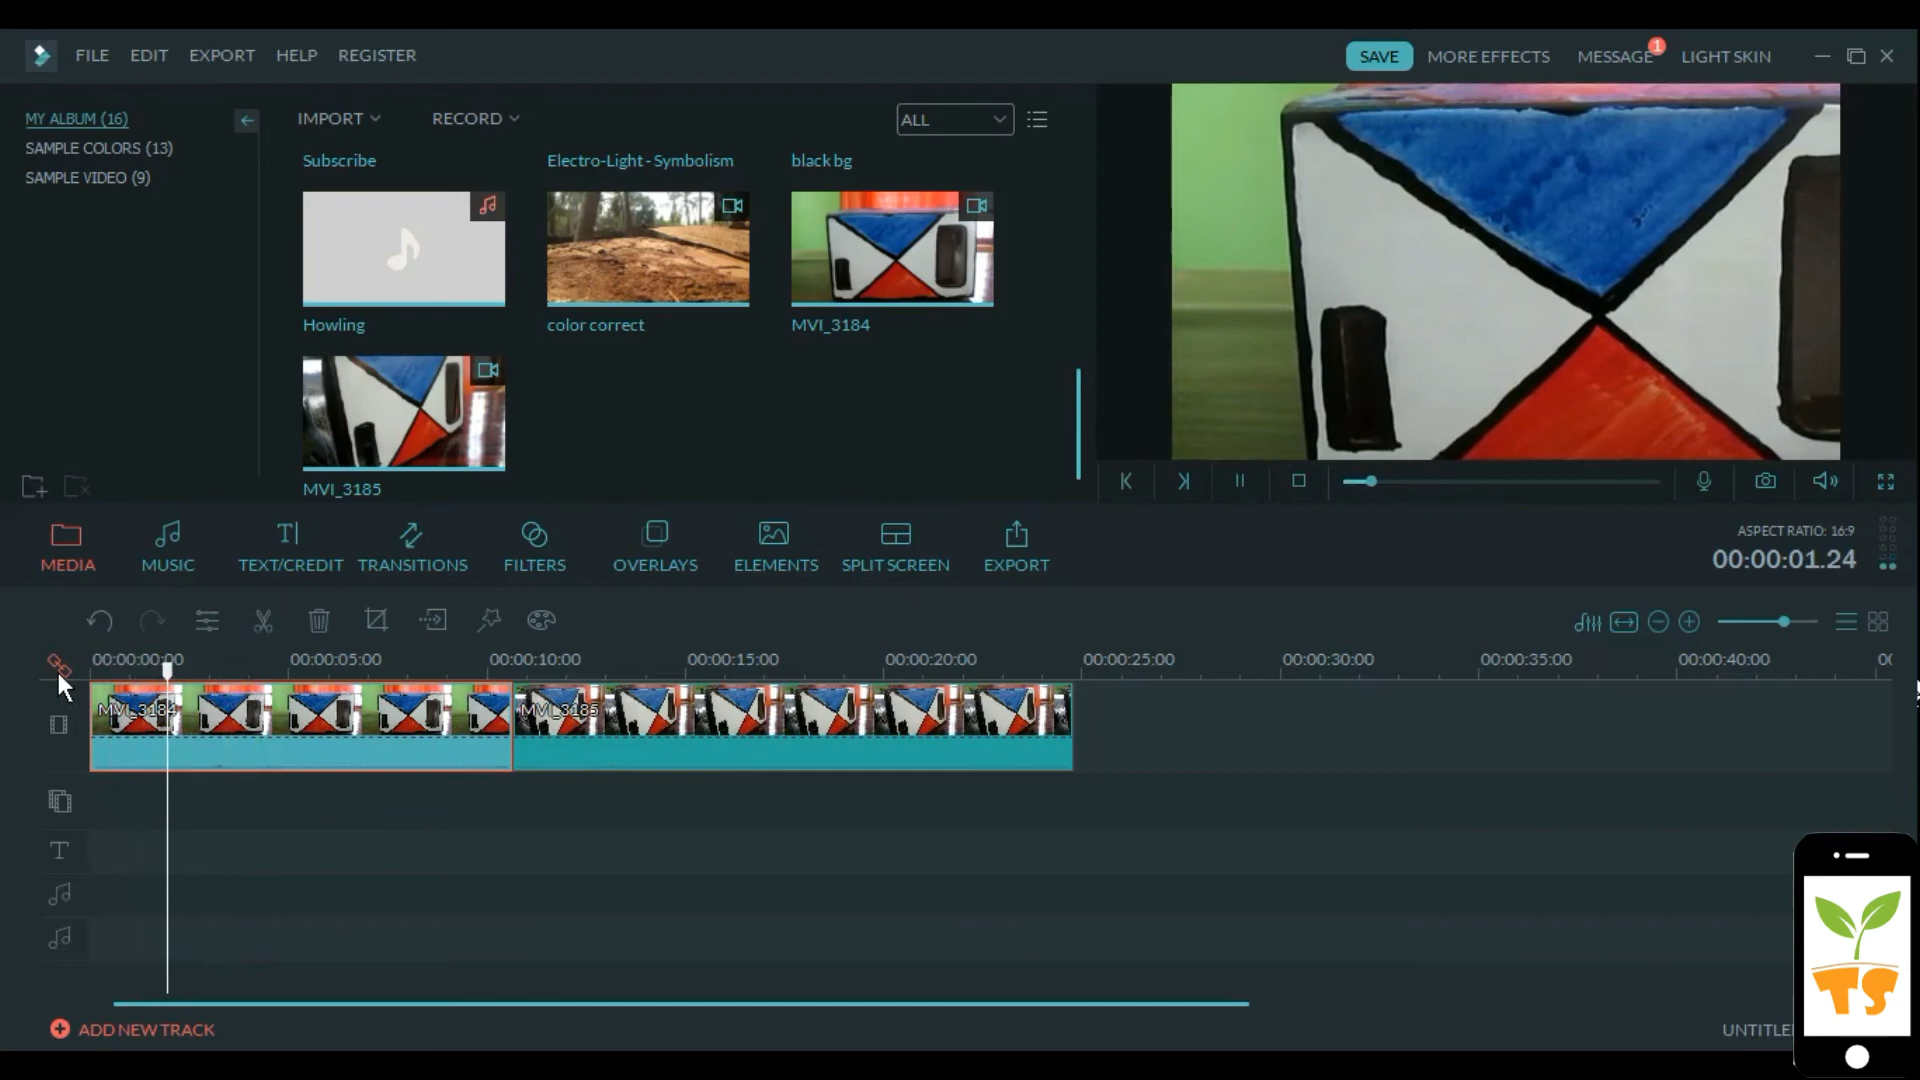 FILE EDIT EXPORT HELP REGISTER
SAVE MORE EFFECTS MESSAGE 1 LIGHT SKIN
MY ALBUM (16)
SAMPLE COLORS (13)
SAMPLE VIDEO (9)
IMPORT RECORD ALL
Subscribe Electro-Light - Symbolism black bg
Howling color correct MVI_3184
MVI_3185
MEDIA MUSIC TEXT/CREDIT TRANSITIONS FILTERS OVERLAYS ELEMENTS SPLIT SCREEN EXPORT
ASPECT RATIO: 16:9
00:00:01.24
00:00:00:00 00:00:05:00 00:00:10:00 00:00:15:00 00:00:20:00 00:00:25:00 00:00:30:00 00:00:35:00 00:00:40:00
MVI_3184 MVI_3185
T
ADD NEW TRACK
TS